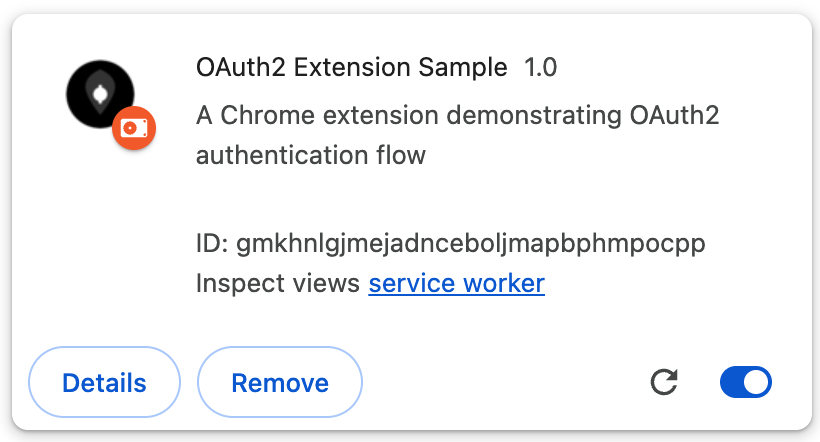 OAuth2 Extension Sample 1.0
A Chrome extension demonstrating OAuth2
authentication flow
ID: gmkhnlgjmejadnceboljmapbphmpocpp
Inspect views service worker
Details Remove